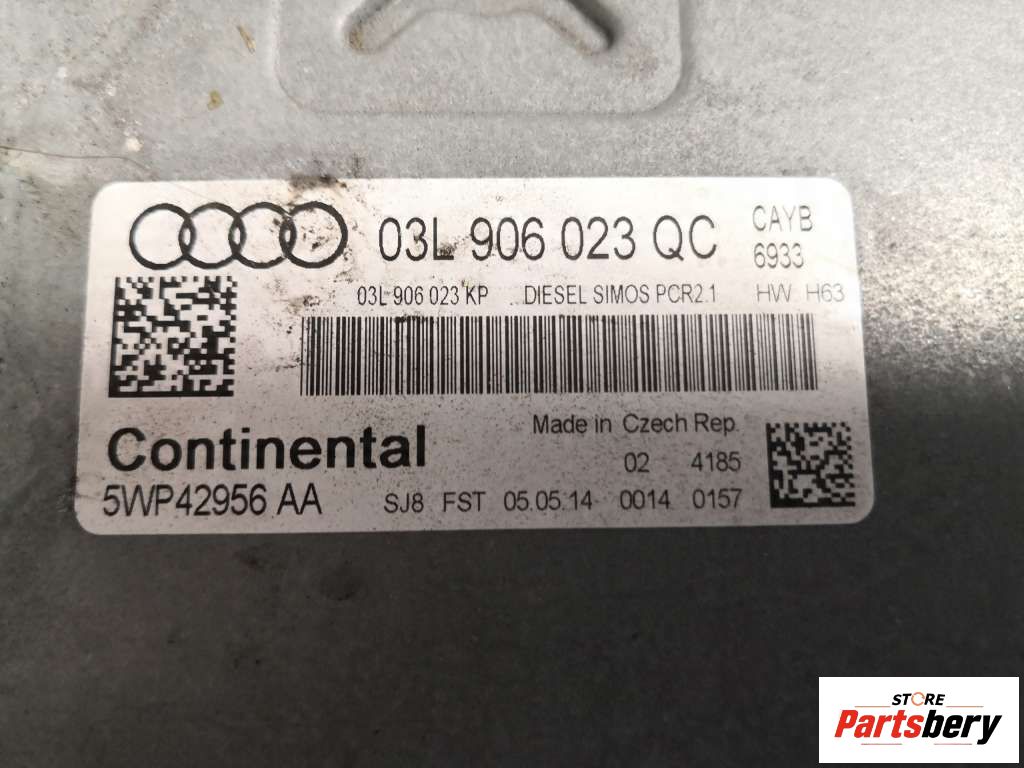 03L 906 023 QC
CAYB
6933
03L 906 023 KP DIESEL SIMOS PCR2.1 HW H63
Made in Czech Rep.
Continental
02 4185
5WP42956 AA SJ8 FST 05.05.14 0014 0157
STORE
Partsbery